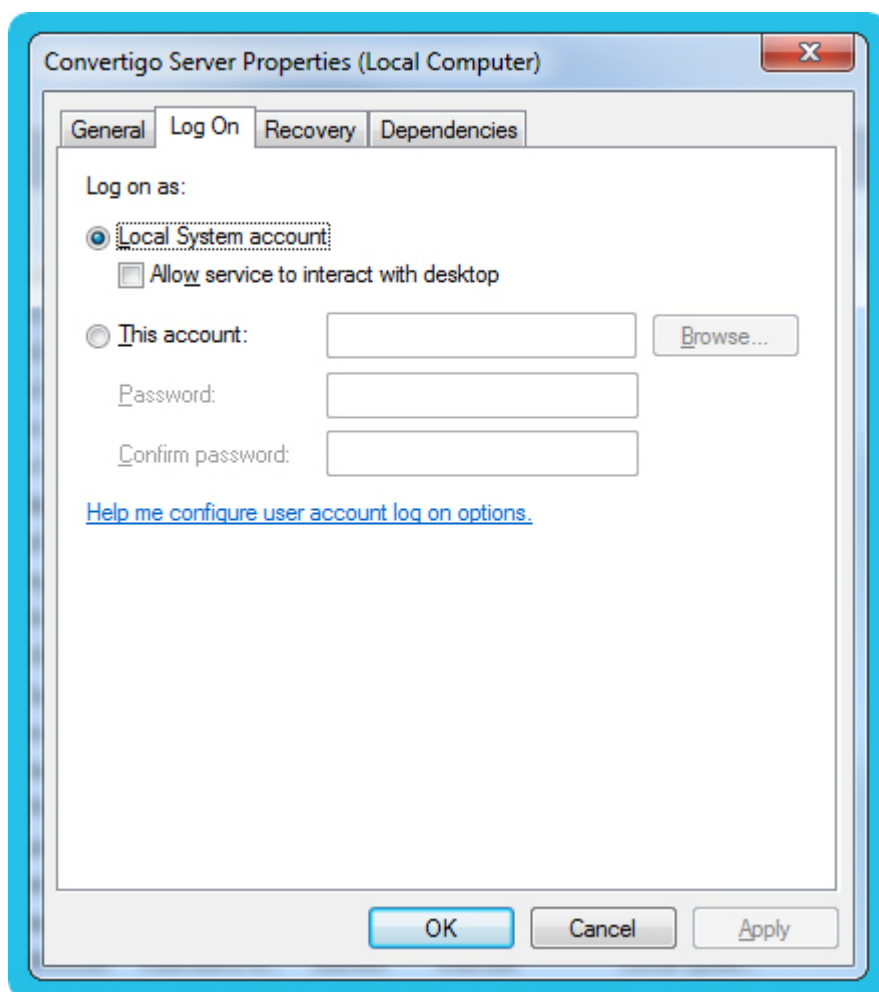 Convertigo Server Properties (Local Computer)
General Log On Recovery Dependencies
Log on as:
Local System account
Allow service to interact with desktop
This account: Browse...
Password:
Confirm password:
Help me configure user account log on options.
OK Cancel Apply